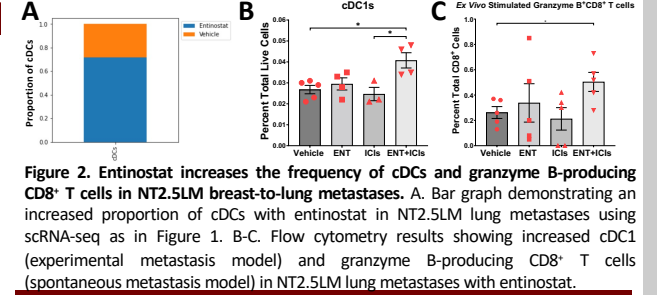 A
Proportion of cDCs
1.0
0.8
0.6
0.4
0.2
0.0
cDCs
Entinostat
Vehicle
B
cDC1s
Percent Total Live Cells
0.06
0.05
0.04
0.03
0.02
0.01
0.00
*
*
Vehicle ENT ICIs ENT+ICIs
C
Ex Vivo Stimulated Granzyme B⁺CD8⁺ T cells
Percent Total CD8⁺ Cells
1.0
0.8
0.6
0.4
0.2
0.0
Vehicle ENT ICIs ENT+ICIs
Figure 2. Entinostat increases the frequency of cDCs and granzyme B-producing
CD8⁺ T cells in NT2.5LM breast-to-lung metastases. A. Bar graph demonstrating an
increased proportion of cDCs with entinostat in NT2.5LM lung metastases using
scRNA-seq as in Figure 1. B-C. Flow cytometry results showing increased cDC1
(experimental metastasis model) and granzyme B-producing CD8⁺ T cells
(spontaneous metastasis model) in NT2.5LM lung metastases with entinostat.